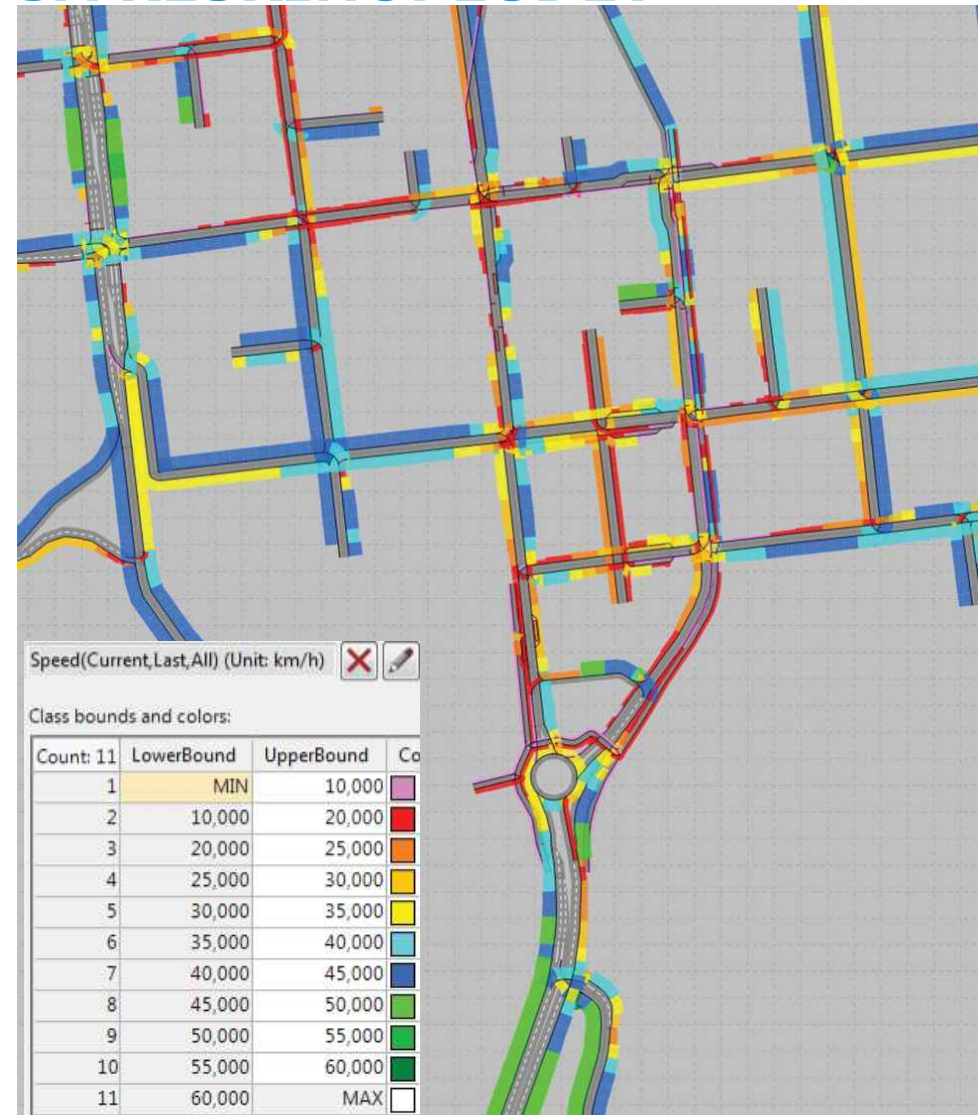 Speed(Current,Last,All) (Unit: km/h)
Class bounds and colors:
Count: 11 LowerBound UpperBound Co
1 MIN 10,000
2 10,000 20,000
3 20,000 25,000
4 25,000 30,000
5 30,000 35,000
6 35,000 40,000
7 40,000 45,000
8 45,000 50,000
9 50,000 55,000
10 55,000 60,000
11 60,000 MAX